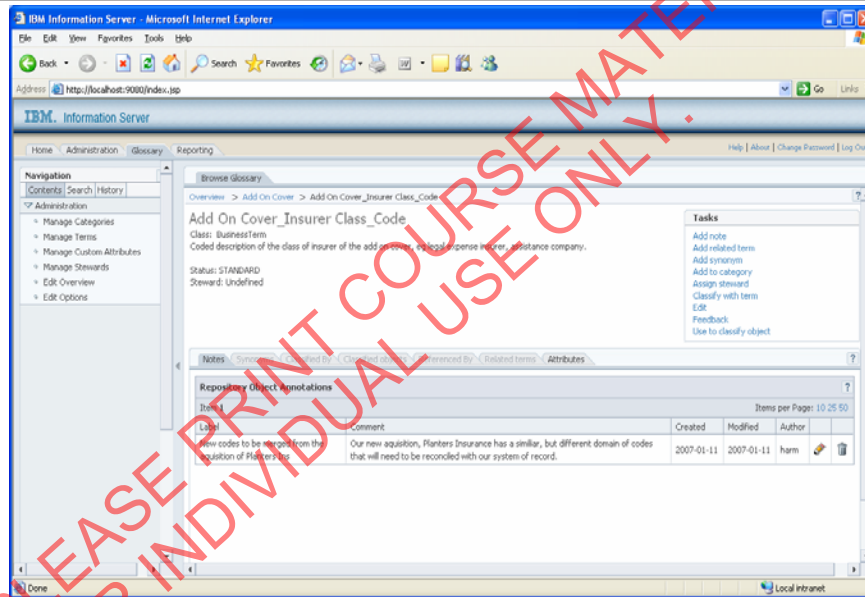 IBM Information Server - Microsoft Internet Explorer
File Edit View Favorites Tools Help
Back Search Favorites
Address http://localhost:9080/index.jsp Go Links
IBM. Information Server
Home Administration Glossary Reporting Help | About | Change Password | Log Ou
Navigation
Contents Search History
Administration
Manage Categories
Manage Terms
Manage Custom Attributes
Manage Stewards
Edit Overview
Edit Options
Browse Glossary
Overview > Add On Cover > Add On Cover_Insurer Class_Code
Add On Cover_Insurer Class_Code
Class: BusinessTerm
Coded description of the class of insurer of the add on cover, eg legal expense insurer, assistance company.
Status: STANDARD
Steward: Undefined
Tasks
Add note
Add related term
Add synonym
Add to category
Assign steward
Classify with term
Edit
Feedback
Use to classify object
Notes Synonyms Classified By Classified objects Referenced By Related terms Attributes
Repository Object Annotations
Item 1 Items per Page: 10 25 50
Label Comment Created Modified Author
New codes to be merged from the Our new aquisition, Planters Insurance has a similiar, but different domain of codes 2007-01-11 2007-01-11 harm
aquisition of Planters Ins that will need to be reconciled with our system of record.
Done Local intranet
LEASE PRINT COURSE MATE
INDIVIDUAL USE ONLY.